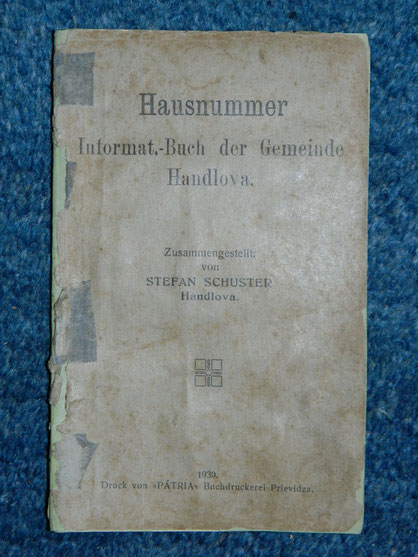 Hausnummer
Informat.-Buch der Gemeinde
Handlova.
Zusammengestellt:
von
STEFAN SCHUSTER
Handlova.
1930.
Druck von »PÁTRIA« Buchdruckerei Prievidza.